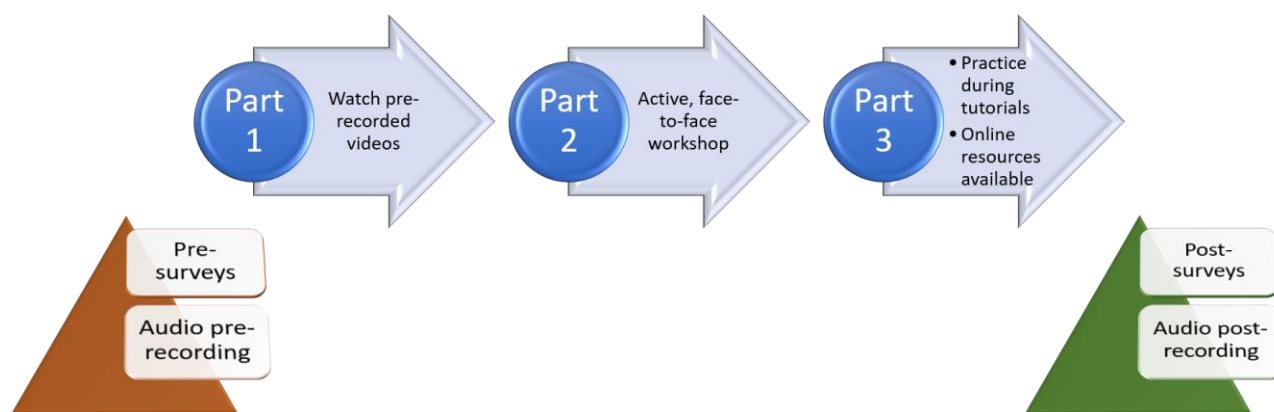 Part
1
Watch pre-
recorded
videos
Part
2
Active, face-
to-face
workshop
Part
3
• Practice
during
tutorials
• Online
resources
available
Pre-
surveys
Audio pre-
recording
Post-
surveys
Audio post-
recording